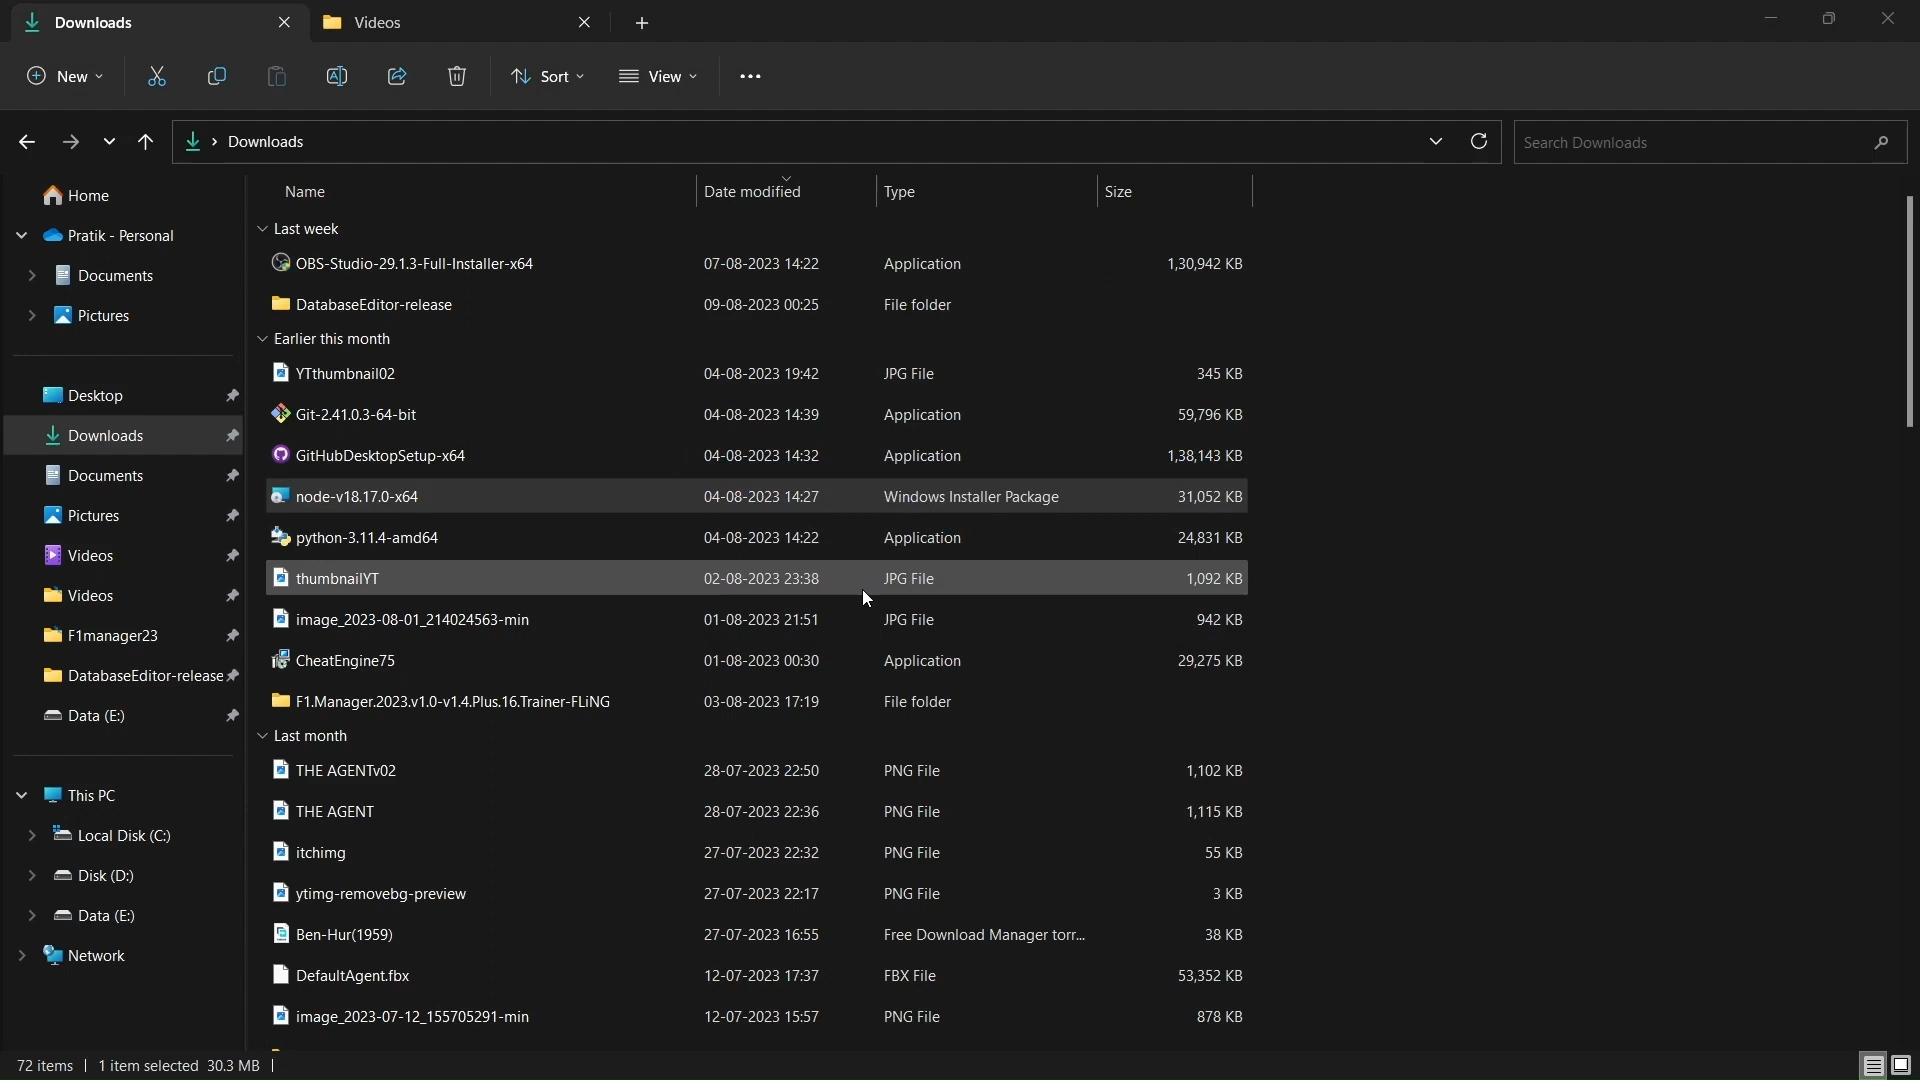 Downloads
Videos
New
Sort
View
Downloads
Search Downloads
Home
Pratik - Personal
Documents
Pictures
Desktop
Downloads
Documents
Pictures
Videos
Videos
F1manager23
DatabaseEditor-release
Data (E:)
This PC
Local Disk (C:)
Disk (D:)
Data (E:)
Network
Name Date modified Type Size
Last week
OBS-Studio-29.1.3-Full-Installer-x64 07-08-2023 14:22 Application 1,30,942 KB
DatabaseEditor-release 09-08-2023 00:25 File folder
Earlier this month
YTthumbnail02 04-08-2023 19:42 JPG File 345 KB
Git-2.41.0.3-64-bit 04-08-2023 14:39 Application 59,796 KB
GitHubDesktopSetup-x64 04-08-2023 14:32 Application 1,38,143 KB
node-v18.17.0-x64 04-08-2023 14:27 Windows Installer Package 31,052 KB
python-3.11.4-amd64 04-08-2023 14:22 Application 24,831 KB
thumbnailYT 02-08-2023 23:38 JPG File 1,092 KB
image_2023-08-01_214024563-min 01-08-2023 21:51 JPG File 942 KB
CheatEngine75 01-08-2023 00:30 Application 29,275 KB
F1.Manager.2023.v1.0-v1.4.Plus.16.Trainer-FLiNG 03-08-2023 17:19 File folder
Last month
THE AGENTv02 28-07-2023 22:50 PNG File 1,102 KB
THE AGENT 28-07-2023 22:36 PNG File 1,115 KB
itchimg 27-07-2023 22:32 PNG File 55 KB
ytimg-removebg-preview 27-07-2023 22:17 PNG File 3 KB
Ben-Hur(1959) 27-07-2023 16:55 Free Download Manager torr... 38 KB
DefaultAgent.fbx 12-07-2023 17:37 FBX File 53,352 KB
image_2023-07-12_155705291-min 12-07-2023 15:57 PNG File 878 KB
72 items 1 item selected 30.3 MB